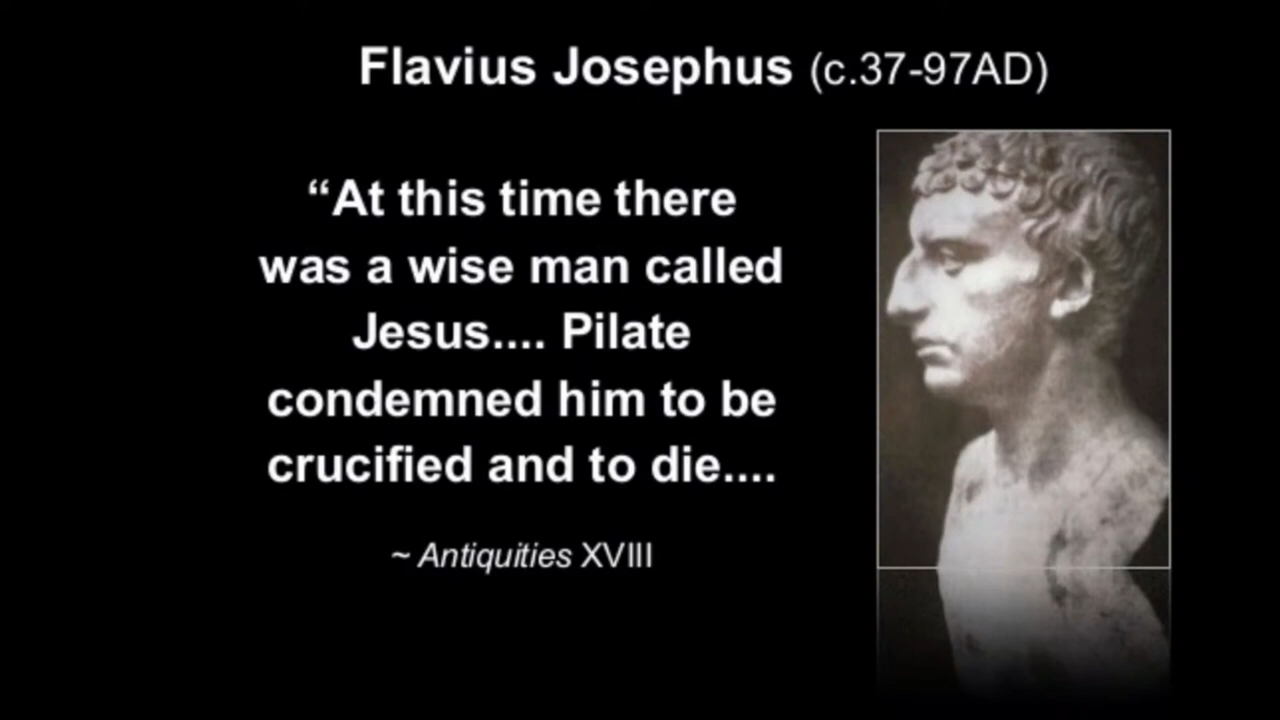 Flavius Josephus (c.37-97AD)
“At this time there
was a wise man called
Jesus.... Pilate
condemned him to be
crucified and to die....
~ Antiquities XVIII